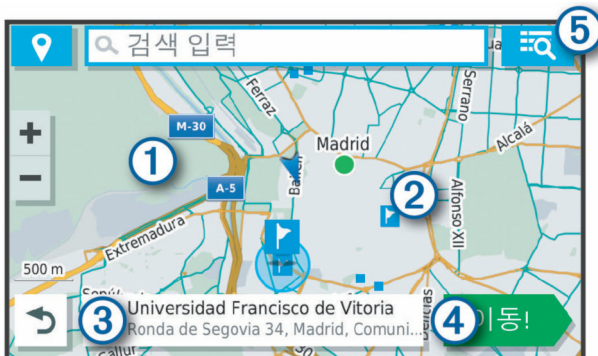 5
검색 입력
Serrano
Ferraz
M-30
Alcalá
Madrid
+
1
−
Bailén
2
A-5
Alfonso XII
Extremadura
500 m
3
Universidad Francisco de Vitoria
Ronda de Segovia 34, Madrid, Comuni...
4
이동!